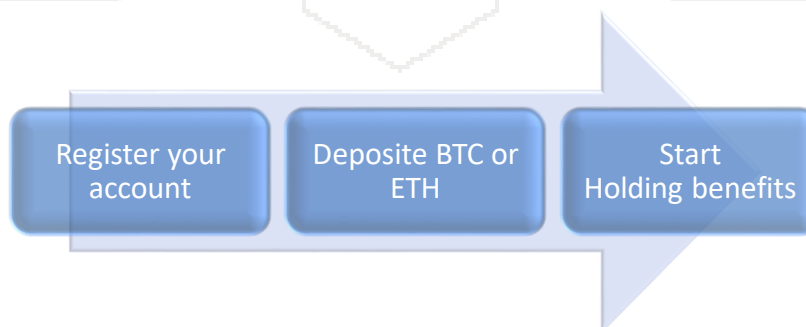 Register your
account
Deposite BTC or
ETH
Start
Holding benefits